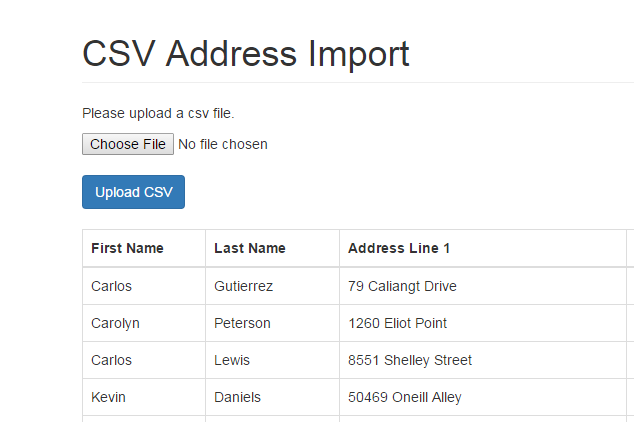 CSV Address Import
Please upload a csv file.
Choose File No file chosen
Upload CSV
First Name Last Name Address Line 1
Carlos Gutierrez 79 Caliangt Drive
Carolyn Peterson 1260 Eliot Point
Carlos Lewis 8551 Shelley Street
Kevin Daniels 50469 Oneill Alley